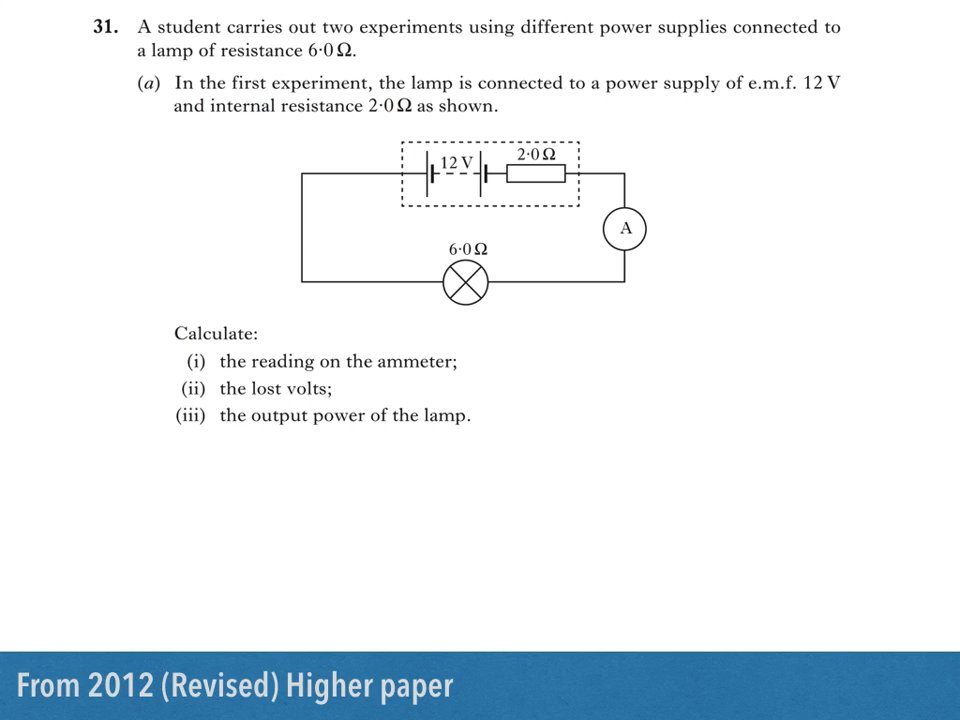 31. A student carries out two experiments using different power supplies connected to
a lamp of resistance 6·0 Ω.
(a) In the first experiment, the lamp is connected to a power supply of e.m.f. 12 V
and internal resistance 2·0 Ω as shown.
12 V
2·0 Ω
A
6·0 Ω
Calculate:
(i) the reading on the ammeter;
(ii) the lost volts;
(iii) the output power of the lamp.
From 2012 (Revised) Higher paper